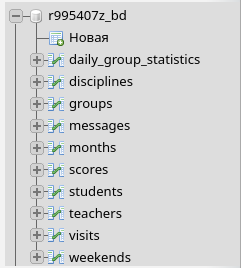 r995407z_bd
Новая
daily_group_statistics
disciplines
groups
messages
months
scores
students
teachers
visits
weekends